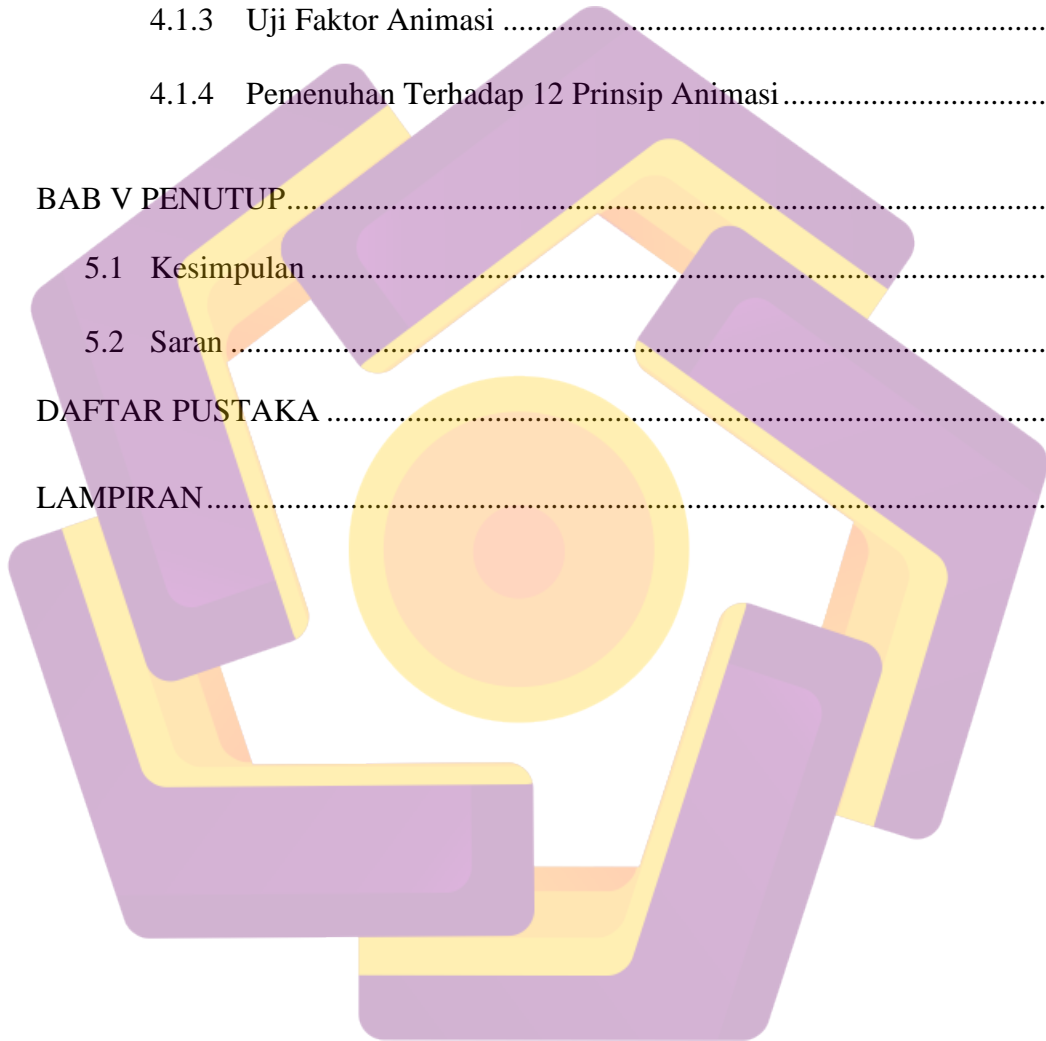 4.1.3 Uji Faktor Animasi ........................................................................
4.1.4 Pemenuhan Terhadap 12 Prinsip Animasi ...................................
BAB V PENUTUP....................................................................................................
5.1 Kesimpulan ................................................................................................
5.2 Saran ..........................................................................................................
DAFTAR PUSTAKA ...............................................................................................
LAMPIRAN ..............................................................................................................